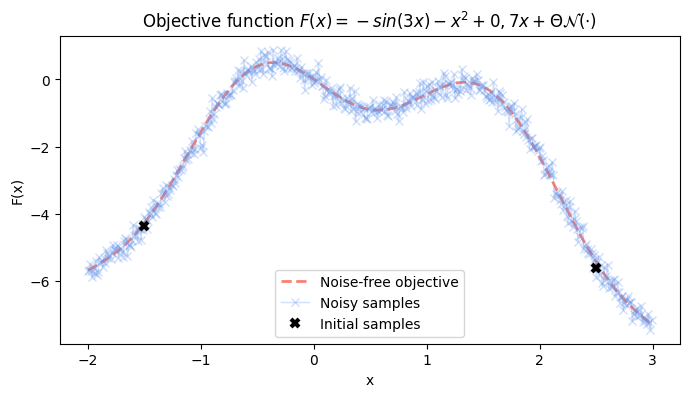 Objective function F(x) = −sin(3x) − x² + 0, 7x + Θ𝒩(·)
F(x)
0
−2
−4
−6
Noise-free objective
Noisy samples
Initial samples
−2 −1 0 1 2 3
x